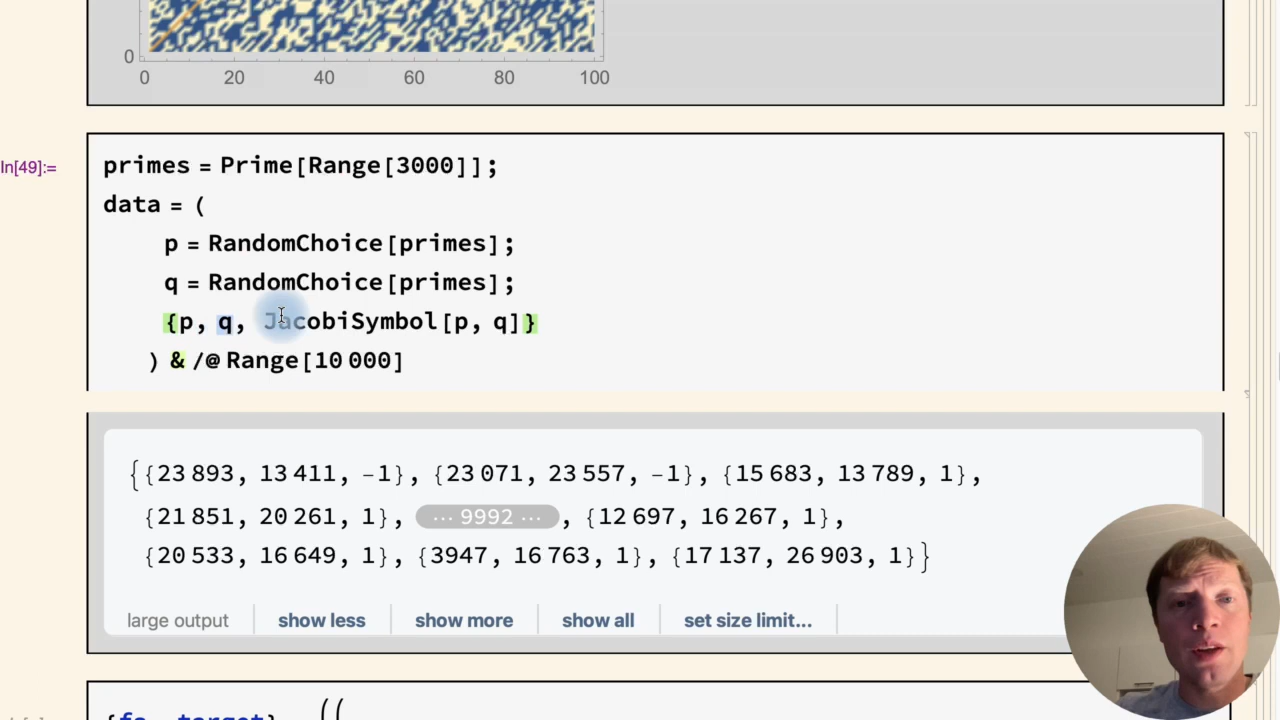 0
0 20 40 60 80 100
In[49]:=
primes = Prime[Range[3000]];
data = (
p = RandomChoice[primes];
q = RandomChoice[primes];
{p, q, JacobiSymbol[p, q]}
) & /@ Range[10 000]
{{23 893, 13 411, -1}, {23 071, 23 557, -1}, {15 683, 13 789, 1},
{21 851, 20 261, 1}, ··· 9992 ··· , {12 697, 16 267, 1},
{20 533, 16 649, 1}, {3947, 16 763, 1}, {17 137, 26 903, 1}}
large output show less show more show all set size limit...